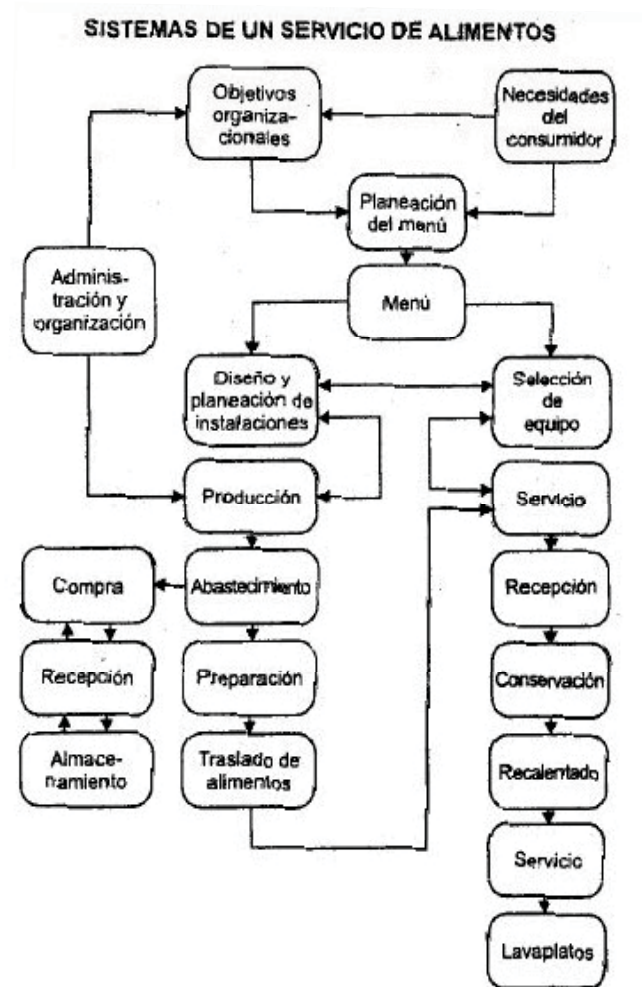 SISTEMAS DE UN SERVICIO DE ALIMENTOS
Objetivos
organiza-
cionales
Necesidades
del
consumidor
Planeación
del menú
Adminis-
tración y
organización
Menú
Diseño y
planeación de
instalaciones
Selección
de
equipo
Producción
Servicio
Compra
Abastecimiento
Recepción
Recepción
Preparación
Conservación
Almace-
namiento
Traslado de
alimentos
Recalentado
Servicio
Lavaplatos